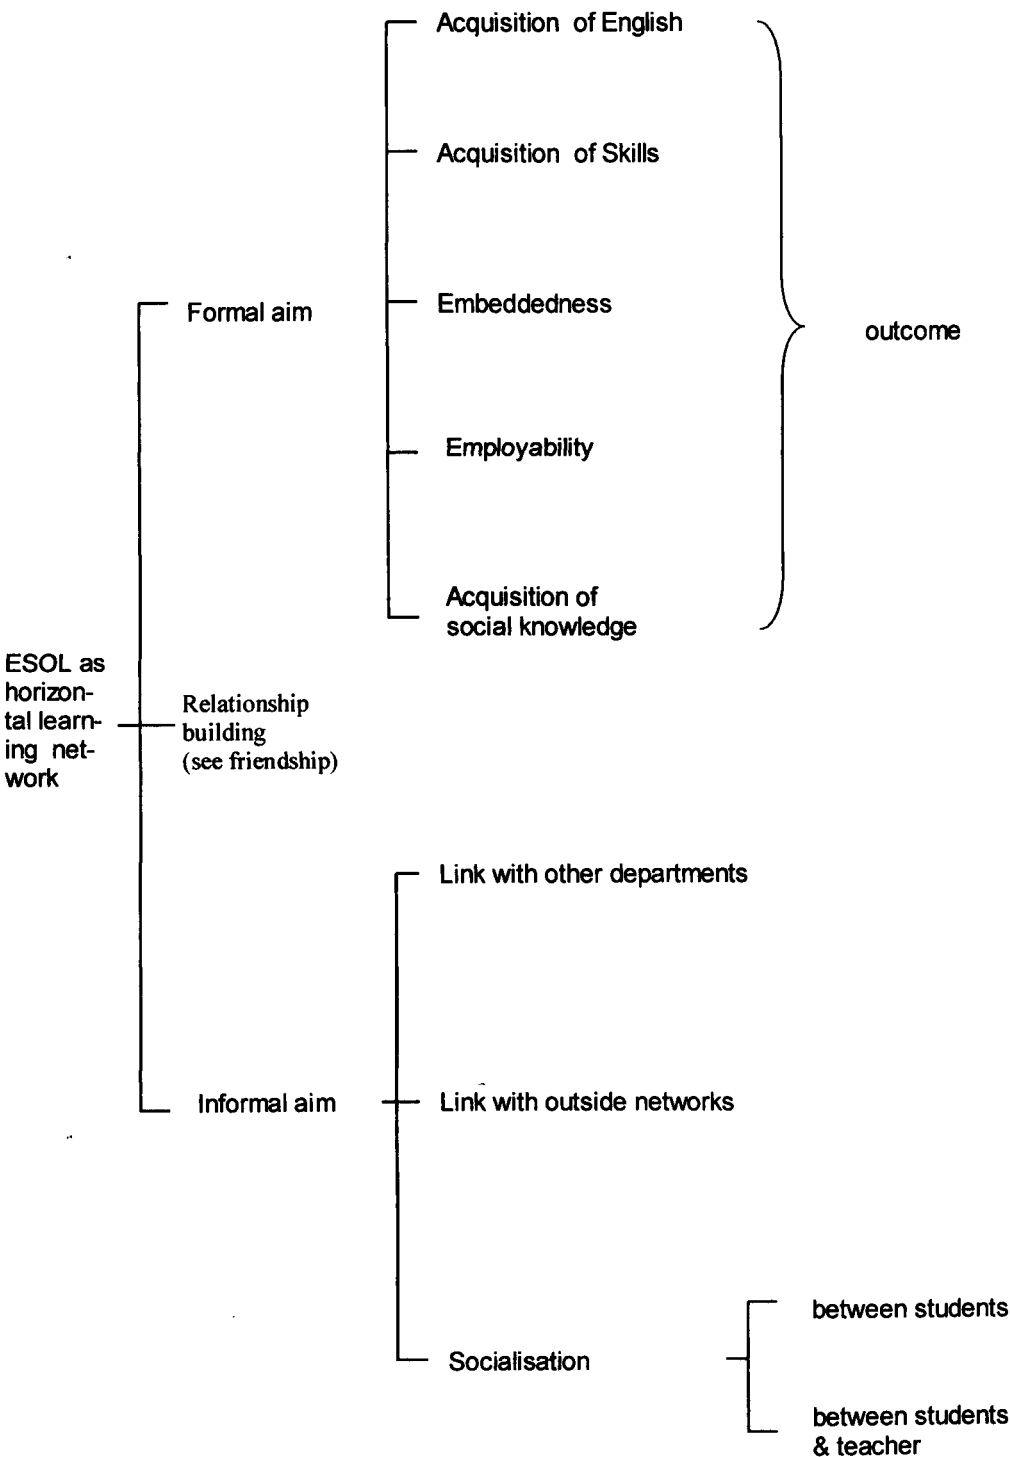 Acquisition of English
Acquisition of Skills
Formal aim
Embeddedness
outcome
Employability
Acquisition of
social knowledge
ESOL as
horizon-
tal learn-
ing net-
work
Relationship
building
(see friendship)
Link with other departments
Informal aim
Link with outside networks
Socialisation
between students
between students
& teacher